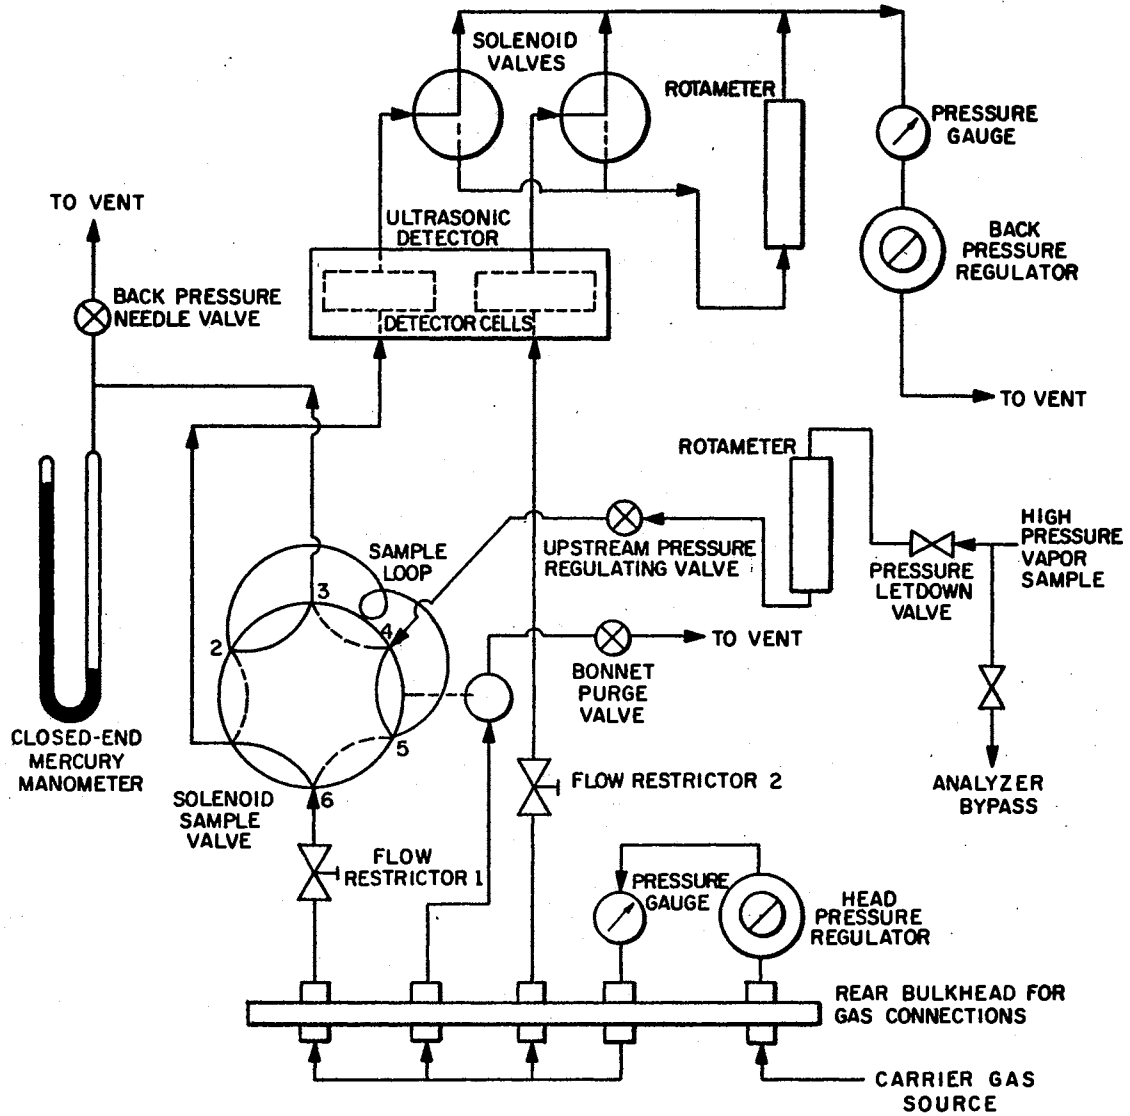 SOLENOID
VALVES
ROTAMETER
PRESSURE
GAUGE
TO VENT
ULTRASONIC
DETECTOR
BACK
PRESSURE
REGULATOR
BACK PRESSURE
NEEDLE VALVE
DETECTOR CELLS
TO VENT
ROTAMETER
HIGH
PRESSURE
VAPOR
SAMPLE
SAMPLE
LOOP
UPSTREAM PRESSURE
REGULATING VALVE
PRESSURE
LETDOWN
VALVE
3
4
2
TO VENT
BONNET
PURGE
VALVE
5
CLOSED-END
MERCURY
MANOMETER
6
SOLENOID
SAMPLE
VALVE
FLOW RESTRICTOR 2
ANALYZER
BYPASS
FLOW
RESTRICTOR 1
PRESSURE
GAUGE
HEAD
PRESSURE
REGULATOR
REAR BULKHEAD FOR
GAS CONNECTIONS
CARRIER GAS
SOURCE